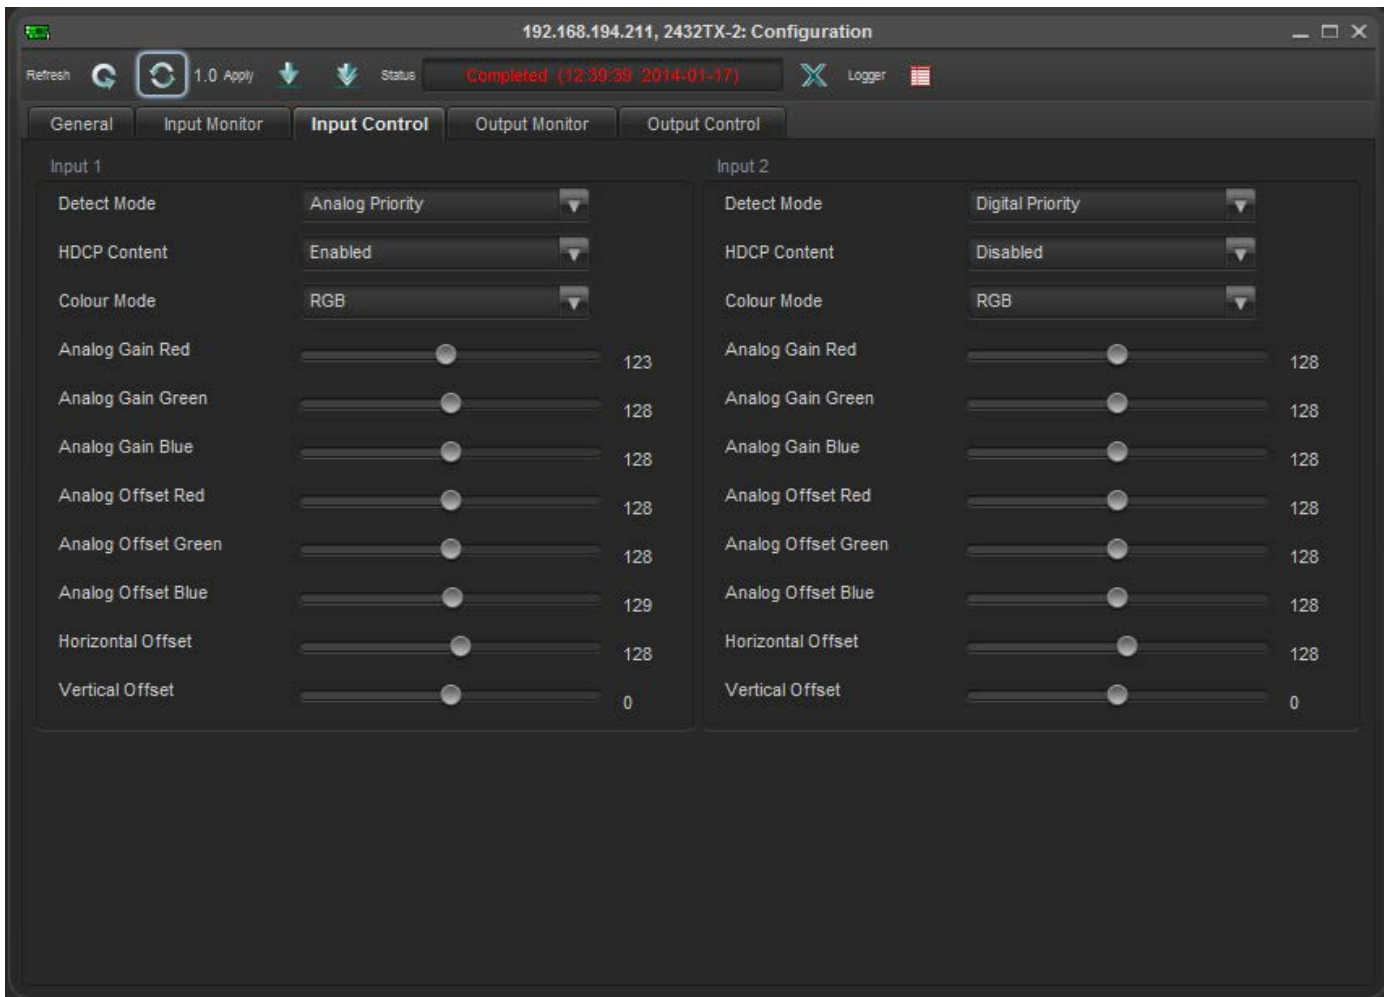 192.168.194.211, 2432TX-2: Configuration
Refresh 1.0 Apply Status Completed (12:39:39 2014-01-17) Logger
General Input Monitor Input Control Output Monitor Output Control
Input 1
Detect Mode Analog Priority
HDCP Content Enabled
Colour Mode RGB
Analog Gain Red 123
Analog Gain Green 128
Analog Gain Blue 128
Analog Offset Red 128
Analog Offset Green 128
Analog Offset Blue 129
Horizontal Offset 128
Vertical Offset 0
Input 2
Detect Mode Digital Priority
HDCP Content Disabled
Colour Mode RGB
Analog Gain Red 128
Analog Gain Green 128
Analog Gain Blue 128
Analog Offset Red 128
Analog Offset Green 128
Analog Offset Blue 128
Horizontal Offset 128
Vertical Offset 0